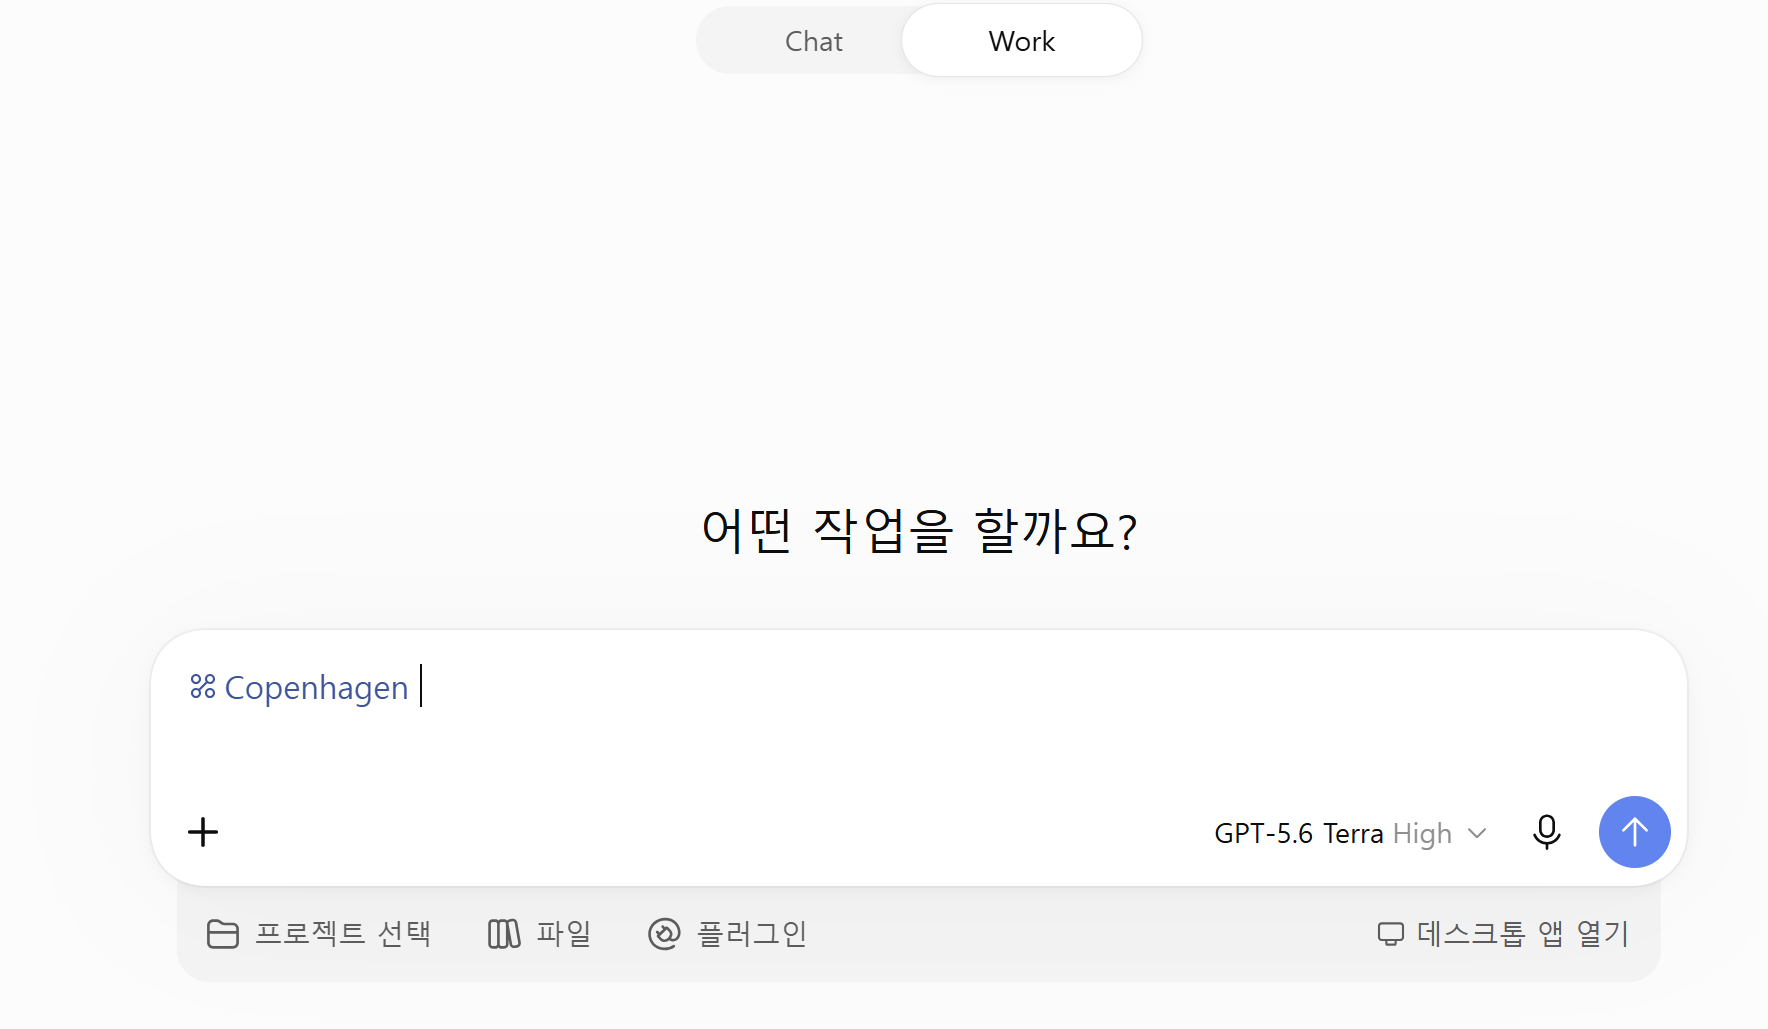 Chat Work
어떤 작업을 할까요?
Copenhagen
GPT-5.6 Terra High
프로젝트 선택 파일 플러그인 데스크톱 앱 열기